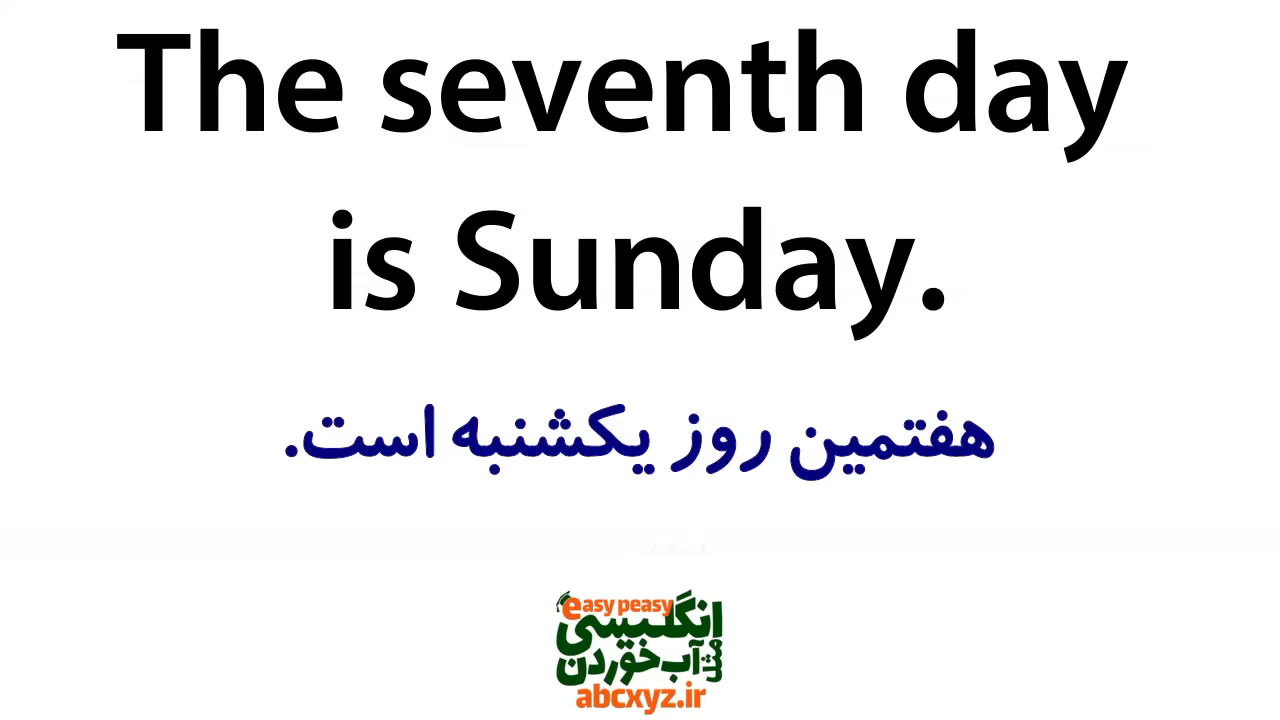 The seventh day
is Sunday.
هفتمین روز یکشنبه است.
easy peasy
انگلیسی
مثل آب خوردن
abcxyz.ir